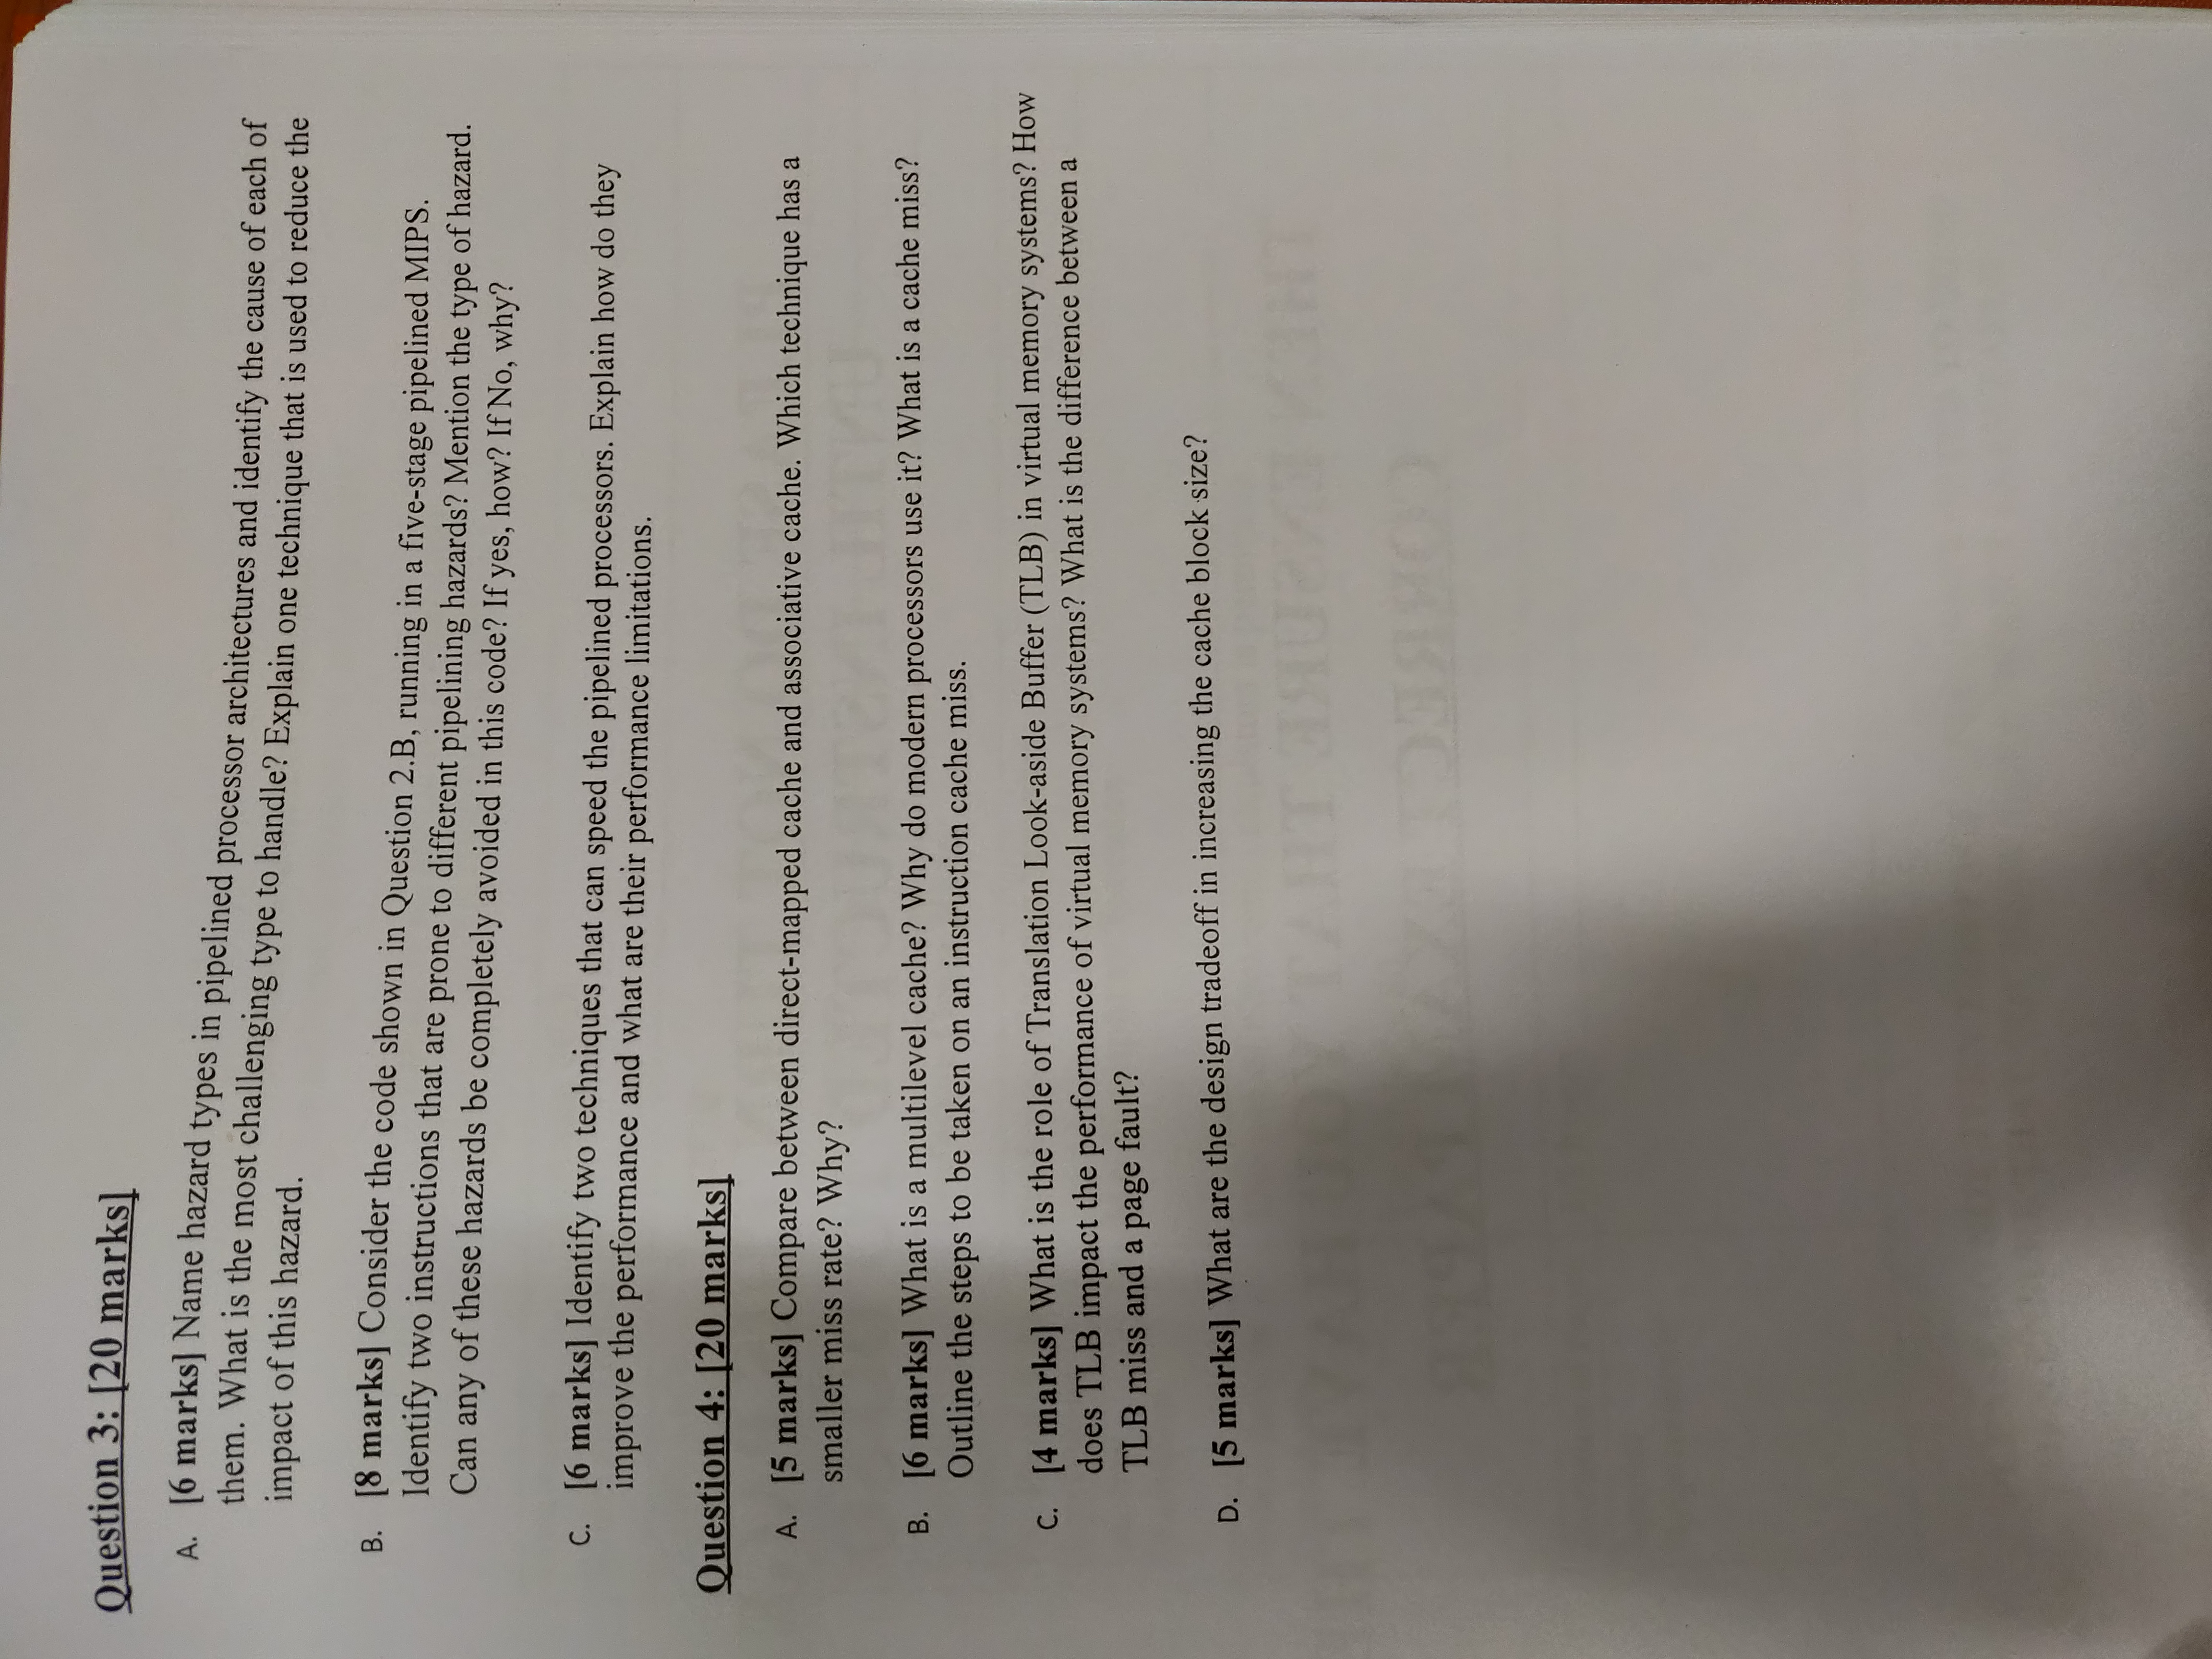 Question 3: [20 marks]
A. [6 marks] Name hazard types in pipelined processor architectures and identify the cause of each of
them. What is the most challenging type to handle? Explain one technique that is used to reduce the
impact of this hazard.
B. [8 marks] Consider the code shown in Question 2.B, running in a five-stage pipelined MIPS.
Identify two instructions that are prone to different pipelining hazards? Mention the type of hazard.
Can any of these hazards be completely avoided in this code? If yes, how? If No, why?
C. [6 marks] Identify two techniques that can speed the pipelined processors. Explain how do they
improve the performance and what are their performance limitations.
Question 4: [20 marks]
A. [5 marks] Compare between direct-mapped cache and associative cache. Which technique has a
smaller miss rate? Why?
B. [6 marks] What is a multilevel cache? Why do modern processors use it? What is a cache miss?
Outline the steps to be taken on an instruction cache miss.
C. [4 marks] What is the role of Translation Look-aside Buffer (TLB) in virtual memory systems? How
does TLB impact the performance of virtual memory systems? What is the difference between a
TLB miss and a page fault?
D. [5 marks] What are the design tradeoff in increasing the cache block size?